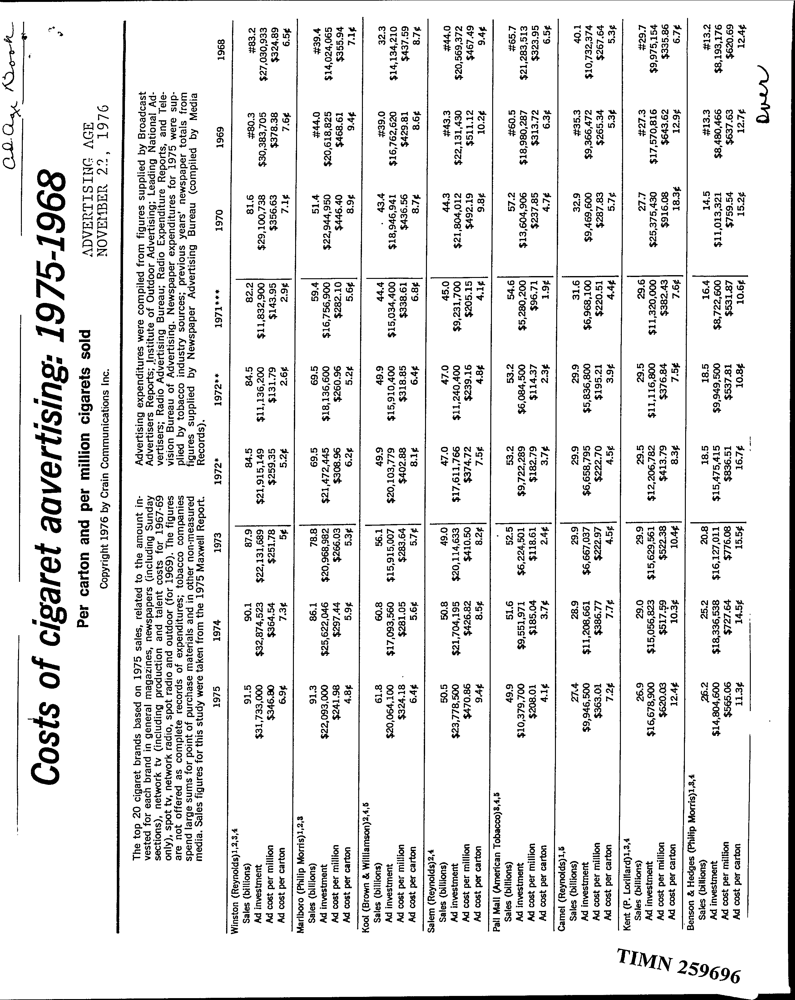 ad age Book
Costs of cigaret advertising: 1975-1968
ADVERTISING AGE
NOVEMBER 22, 1976
Per carton and per million cigarets sold
Copyright 1976 by Crain Communications Inc.
The top 20 cigaret brands based on 1975 sales, related to the amount in-
vested for each brand in general magazines, newspapers (including Sunday
sections), network tv (including production and talent costs for 1967-69
only), spot tv, network radio, spot radio and outdoor (for 1969). The figures
are not offered as complete records of expenditures; tobacco companies
spend large sums for point of purchase materials and in other non-measured
media. Sales figures for this study were taken from the 1975 Maxwell Report.
Advertising expenditures were compiled from figures supplied by Broadcast
Advertisers Reports; Institute of Outdoor Advertising; Leading National Ad-
vertisers; Radio Advertising Bureau; Radio Expenditure Reports, and Tele-
vision Bureau of Advertising. Newspaper expenditures for 1975 were sup-
plied by tobacco industry sources; previous years' newspaper totals from
figures supplied by Newspaper Advertising Bureau (compiled by Media
Records).
1975 1974 1973 1972* 1972** 1971*** 1970 1969 1968
Winston (Reynolds)1,2,3,4
Sales (billions) 91.5 90.1 87.9 84.5 84.5 82.2 81.6 #80.3 #83.2
Ad investment $31,733,000 $32,874,523 $22,131,689 $21,915,149 $11,136,200 $11,832,900 $29,100,738 $30,383,705 $27,030,933
Ad cost per million $346.80 $364.54 $251.78 $259.35 $131.79 $143.95 $356.63 $378.38 $324.89
Ad cost per carton 6.9¢ 7.3¢ 5¢ 5.2¢ 2.6¢ 2.9¢ 7.1¢ 7.6¢ 6.5¢
Marlboro (Philip Morris)1,2,3
Sales (billions) 91.3 86.1 78.8 69.5 69.5 59.4 51.4 #44.0 #39.4
Ad investment $22,093,000 $25,622,046 $20,968,982 $21,472,445 $18,136,600 $16,756,900 $22,944,950 $20,618,825 $14,024,065
Ad cost per million $241.98 $297.44 $266.03 $308.96 $260.96 $282.10 $446.40 $468.61 $355.94
Ad cost per carton 4.8¢ 5.9¢ 5.3¢ 6.2¢ 5.2¢ 5.6¢ 8.9¢ 9.4¢ 7.1¢
Kool (Brown & Williamson)2,4,5
Sales (billions) 61.8 60.8 56.1 49.9 49.9 44.4 43.4 #39.0 32.3
Ad investment $20,064,100 $17,093,560 $15,915,007 $20,103,779 $15,910,400 $15,034,400 $18,946,941 $16,762,620 $14,134,210
Ad cost per million $324.18 $281.05 $283.64 $402.88 $318.85 $338.61 $436.56 $429.81 $437.59
Ad cost per carton 6.4¢ 5.6¢ 5.7¢ 8.1¢ 6.4¢ 6.8¢ 8.7¢ 8.6¢ 8.7¢
Salem (Reynolds)2,4
Sales (billions) 50.5 50.8 49.0 47.0 47.0 45.0 44.3 #43.3 #44.0
Ad investment $23,778,500 $21,704,195 $20,114,633 $17,611,766 $11,240,400 $9,231,700 $21,804,012 $22,131,430 $20,569,372
Ad cost per million $470.86 $426.82 $410.50 $374.72 $239.16 $205.15 $492.19 $511.12 $467.49
Ad cost per carton 9.4¢ 8.5¢ 8.2¢ 7.5¢ 4.8¢ 4.1¢ 9.8¢ 10.2¢ 9.4¢
Pall Mall (American Tobacco)3,4,5
Sales (billions) 49.9 51.6 52.5 53.2 53.2 54.6 57.2 #60.5 #65.7
Ad investment $10,379,700 $9,551,971 $6,224,501 $9,722,289 $6,084,500 $5,280,200 $13,604,906 $18,980,287 $21,283,513
Ad cost per million $208.01 $185.04 $118.61 $182.79 $114.37 $96.71 $237.85 $313.72 $323.95
Ad cost per carton 4.1¢ 3.7¢ 2.4¢ 3.7¢ 2.3¢ 1.9¢ 4.7¢ 6.3¢ 6.5¢
Camel (Reynolds)1,5
Sales (billions) 27.4 28.9 29.9 29.9 29.9 31.6 32.9 #35.3 40.1
Ad investment $9,946,500 $11,208,661 $6,667,037 $6,658,795 $5,836,800 $6,968,100 $9,469,600 $9,366,472 $10,732,374
Ad cost per million $363.01 $386.77 $222.97 $222.70 $195.21 $220.51 $287.83 $265.34 $267.64
Ad cost per carton 7.2¢ 7.7¢ 4.5¢ 4.5¢ 3.9¢ 4.4¢ 5.7¢ 5.3¢ 5.3¢
Kent (P. Lorillard)1,3,4
Sales (billions) 26.9 29.0 29.9 29.5 29.5 29.6 27.7 #27.3 #29.7
Ad investment $16,678,900 $15,056,823 $15,629,561 $12,206,782 $11,116,800 $11,320,000 $25,375,430 $17,570,816 $9,975,154
Ad cost per million $620.03 $517.59 $522.38 $413.79 $376.84 $382.43 $916.08 $643.62 $335.86
Ad cost per carton 12.4¢ 10.3¢ 10.4¢ 8.3¢ 7.5¢ 7.6¢ 18.3¢ 12.9¢ 6.7¢
Benson & Hedges (Philip Morris)1,3,4
Sales (billions) 26.2 25.2 20.8 18.5 18.5 16.4 14.5 #13.3 #13.2
Ad investment $14,804,600 $18,336,538 $16,127,011 $15,475,415 $9,949,500 $8,722,600 $11,013,321 $8,480,466 $8,193,176
Ad cost per million $565.06 $727.64 $776.08 $836.51 $537.81 $531.87 $759.54 $637.63 $620.69
Ad cost per carton 11.3¢ 14.5¢ 15.5¢ 16.7¢ 10.8¢ 10.6¢ 15.2¢ 12.7¢ 12.4¢
Over
TIMN 259696